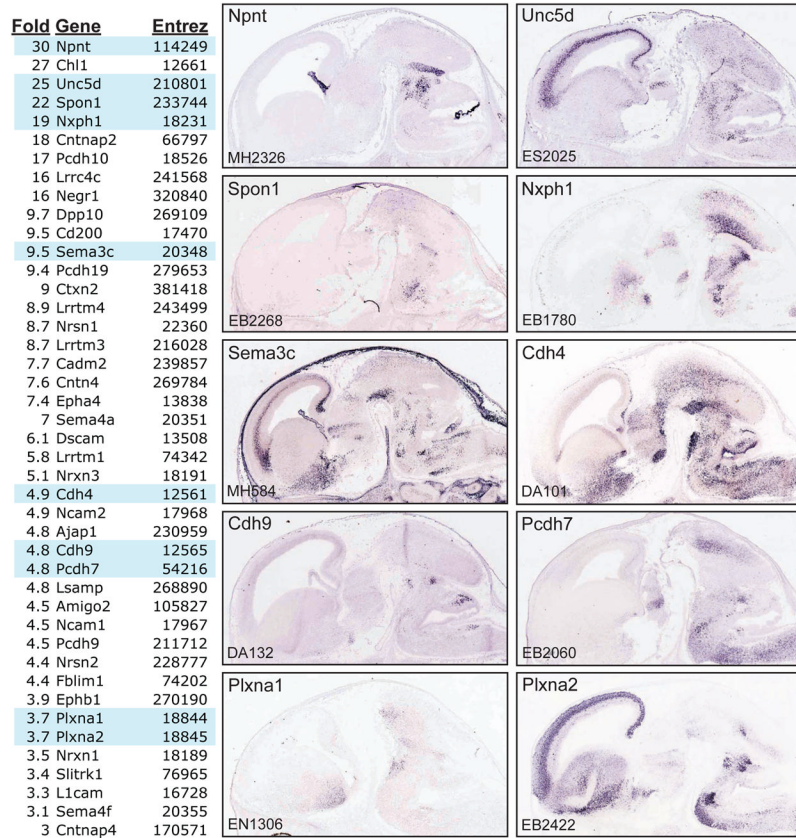 Fold Gene Entrez
30 Npnt 114249
27 Chl1 12661
25 Unc5d 210801
22 Spon1 233744
19 Nxph1 18231
18 Cntnap2 66797
17 Pcdh10 18526
16 Lrrc4c 241568
16 Negr1 320840
9.7 Dpp10 269109
9.5 Cd200 17470
9.5 Sema3c 20348
9.4 Pcdh19 279653
9 Ctxn2 381418
8.9 Lrrtm4 243499
8.7 Nrsn1 22360
8.7 Lrrtm3 216028
7.7 Cadm2 239857
7.6 Cntn4 269784
7.4 Epha4 13838
7 Sema4a 20351
6.1 Dscam 13508
5.8 Lrrtm1 74342
5.1 Nrxn3 18191
4.9 Cdh4 12561
4.9 Ncam2 17968
4.8 Ajap1 230959
4.8 Cdh9 12565
4.8 Pcdh7 54216
4.8 Lsamp 268890
4.5 Amigo2 105827
4.5 Ncam1 17967
4.5 Pcdh9 211712
4.4 Nrsn2 228777
4.4 Fblim1 74202
3.9 Ephb1 270190
3.7 Plxna1 18844
3.7 Plxna2 18845
3.5 Nrxn1 18189
3.4 Slitrk1 76965
3.3 L1cam 16728
3.1 Sema4f 20355
3 Cntnap4 170571
Npnt
MH2326
Unc5d
ES2025
Spon1
EB2268
Nxph1
EB1780
Sema3c
MH584
Cdh4
DA101
Cdh9
DA132
Pcdh7
EB2060
Plxna1
EN1306
Plxna2
EB2422